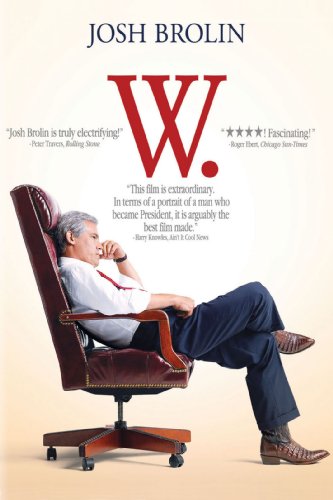 JOSH BROLIN
W.
"Josh Brolin is truly electrifying!"
-Peter Travers, Rolling Stone
"★★★★! Fascinating!"
-Roger Ebert, Chicago Sun-Times
"This film is extraordinary.
In terms of a portrait of a man who
became President, it is arguably the
best film made."
-Harry Knowles, Ain't It Cool News